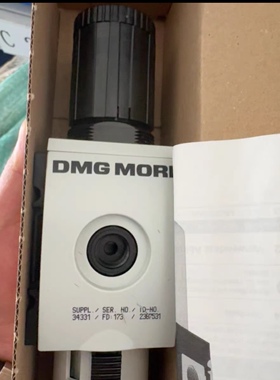 DMG MORI
SUPPL./ SER. NO./ ID-NO.
34331 / FD-173 / 2387531